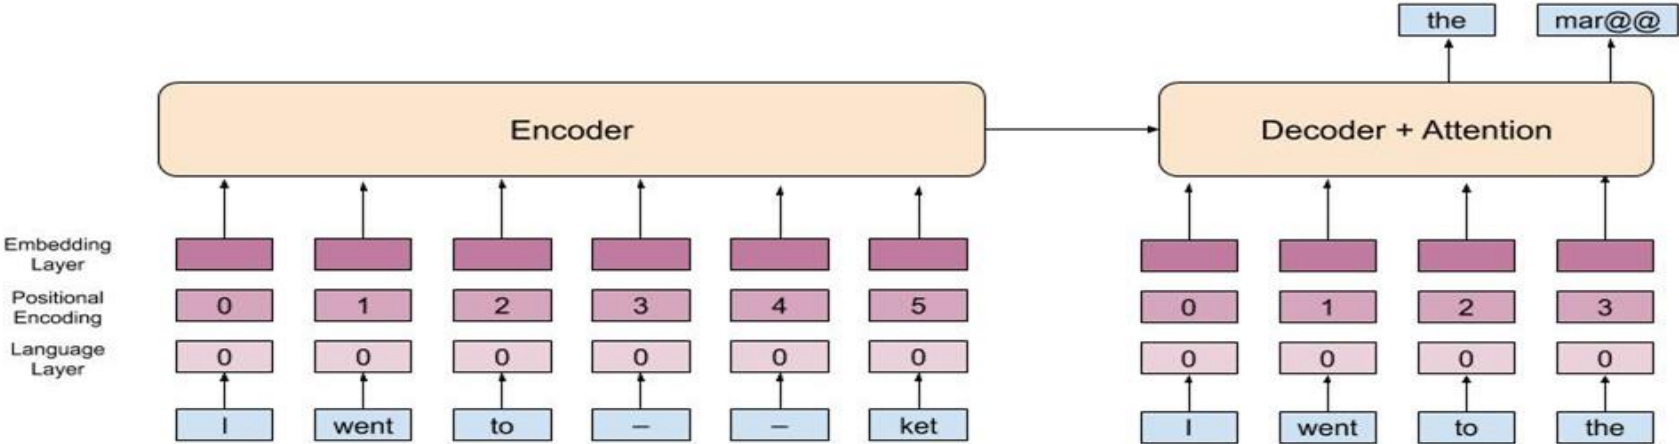 the mar@@
Encoder
Decoder + Attention
Embedding
Layer
Positional
Encoding
0 1 2 3 4 5 0 1 2 3
Language
Layer
0 0 0 0 0 0 0 0 0 0
I went to – – ket I went to the